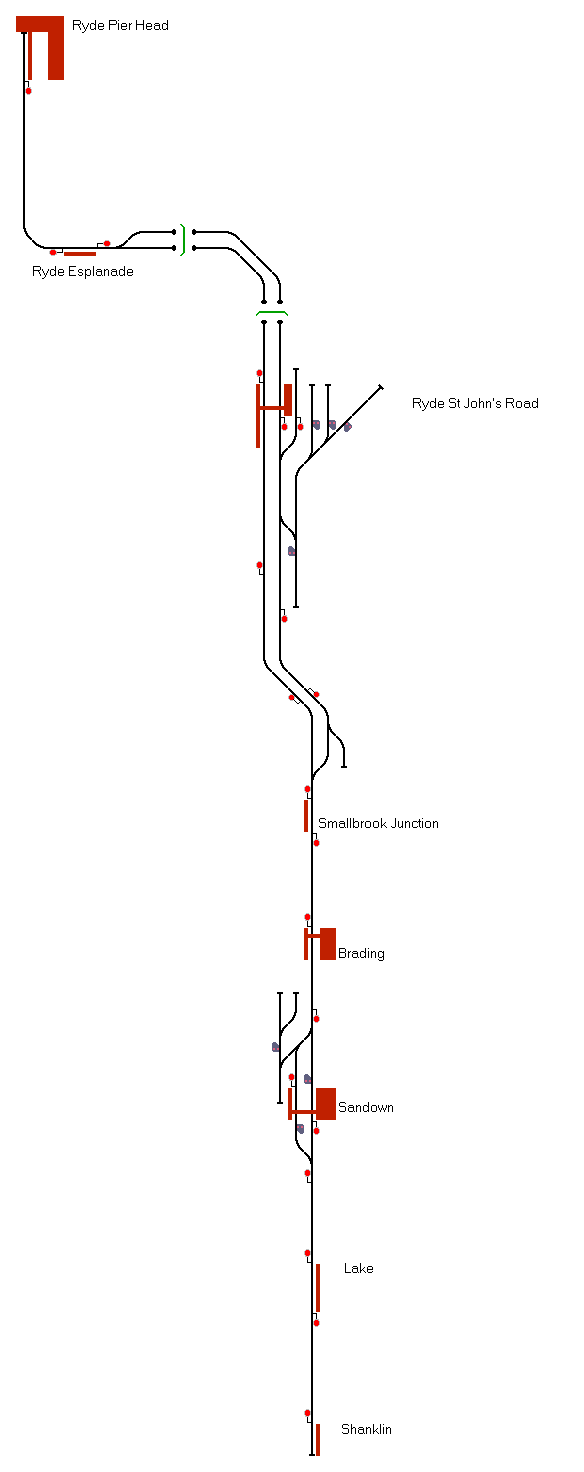 Ryde Pier Head
Ryde Esplanade
Ryde St John's Road
Smallbrook Junction
Brading
Sandown
Lake
Shanklin